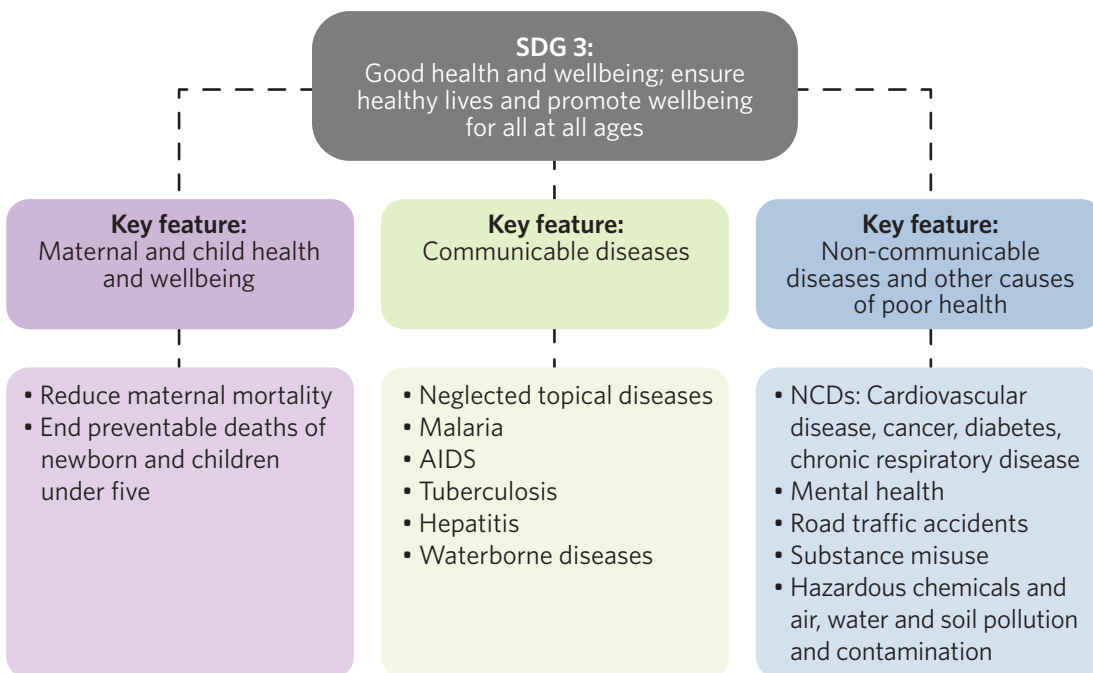 SDG 3:
Good health and wellbeing; ensure
healthy lives and promote wellbeing
for all at all ages
Key feature:
Maternal and child health
and wellbeing
Key feature:
Communicable diseases
Key feature:
Non-communicable
diseases and other causes
of poor health
• Reduce maternal mortality
• End preventable deaths of
newborn and children
under five
• Neglected topical diseases
• Malaria
• AIDS
• Tuberculosis
• Hepatitis
• Waterborne diseases
• NCDs: Cardiovascular
disease, cancer, diabetes,
chronic respiratory disease
• Mental health
• Road traffic accidents
• Substance misuse
• Hazardous chemicals and
air, water and soil pollution
and contamination